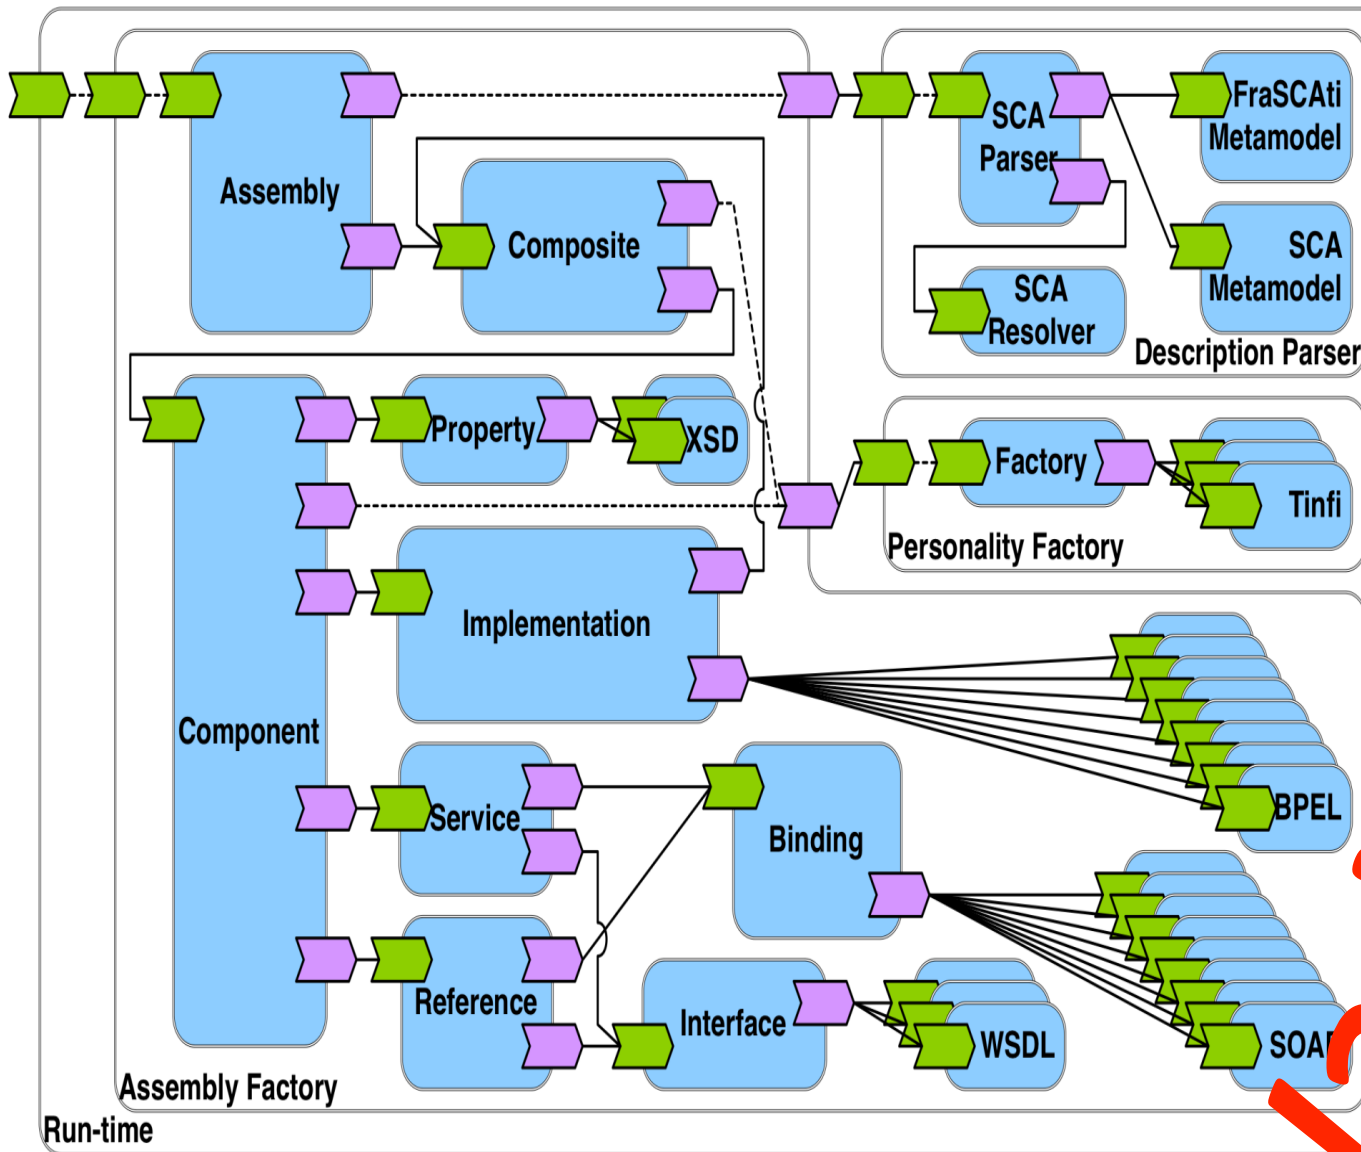 Assembly
SCA
Parser
FraSCAti
Metamodel
Composite
SCA
Metamodel
SCA
Resolver
Description Parser
Property
XSD
Factory
Tinfi
Personality Factory
Implementation
Component
Service
Binding
BPEL
Reference
Interface
WSDL
Assembly Factory
Run-time